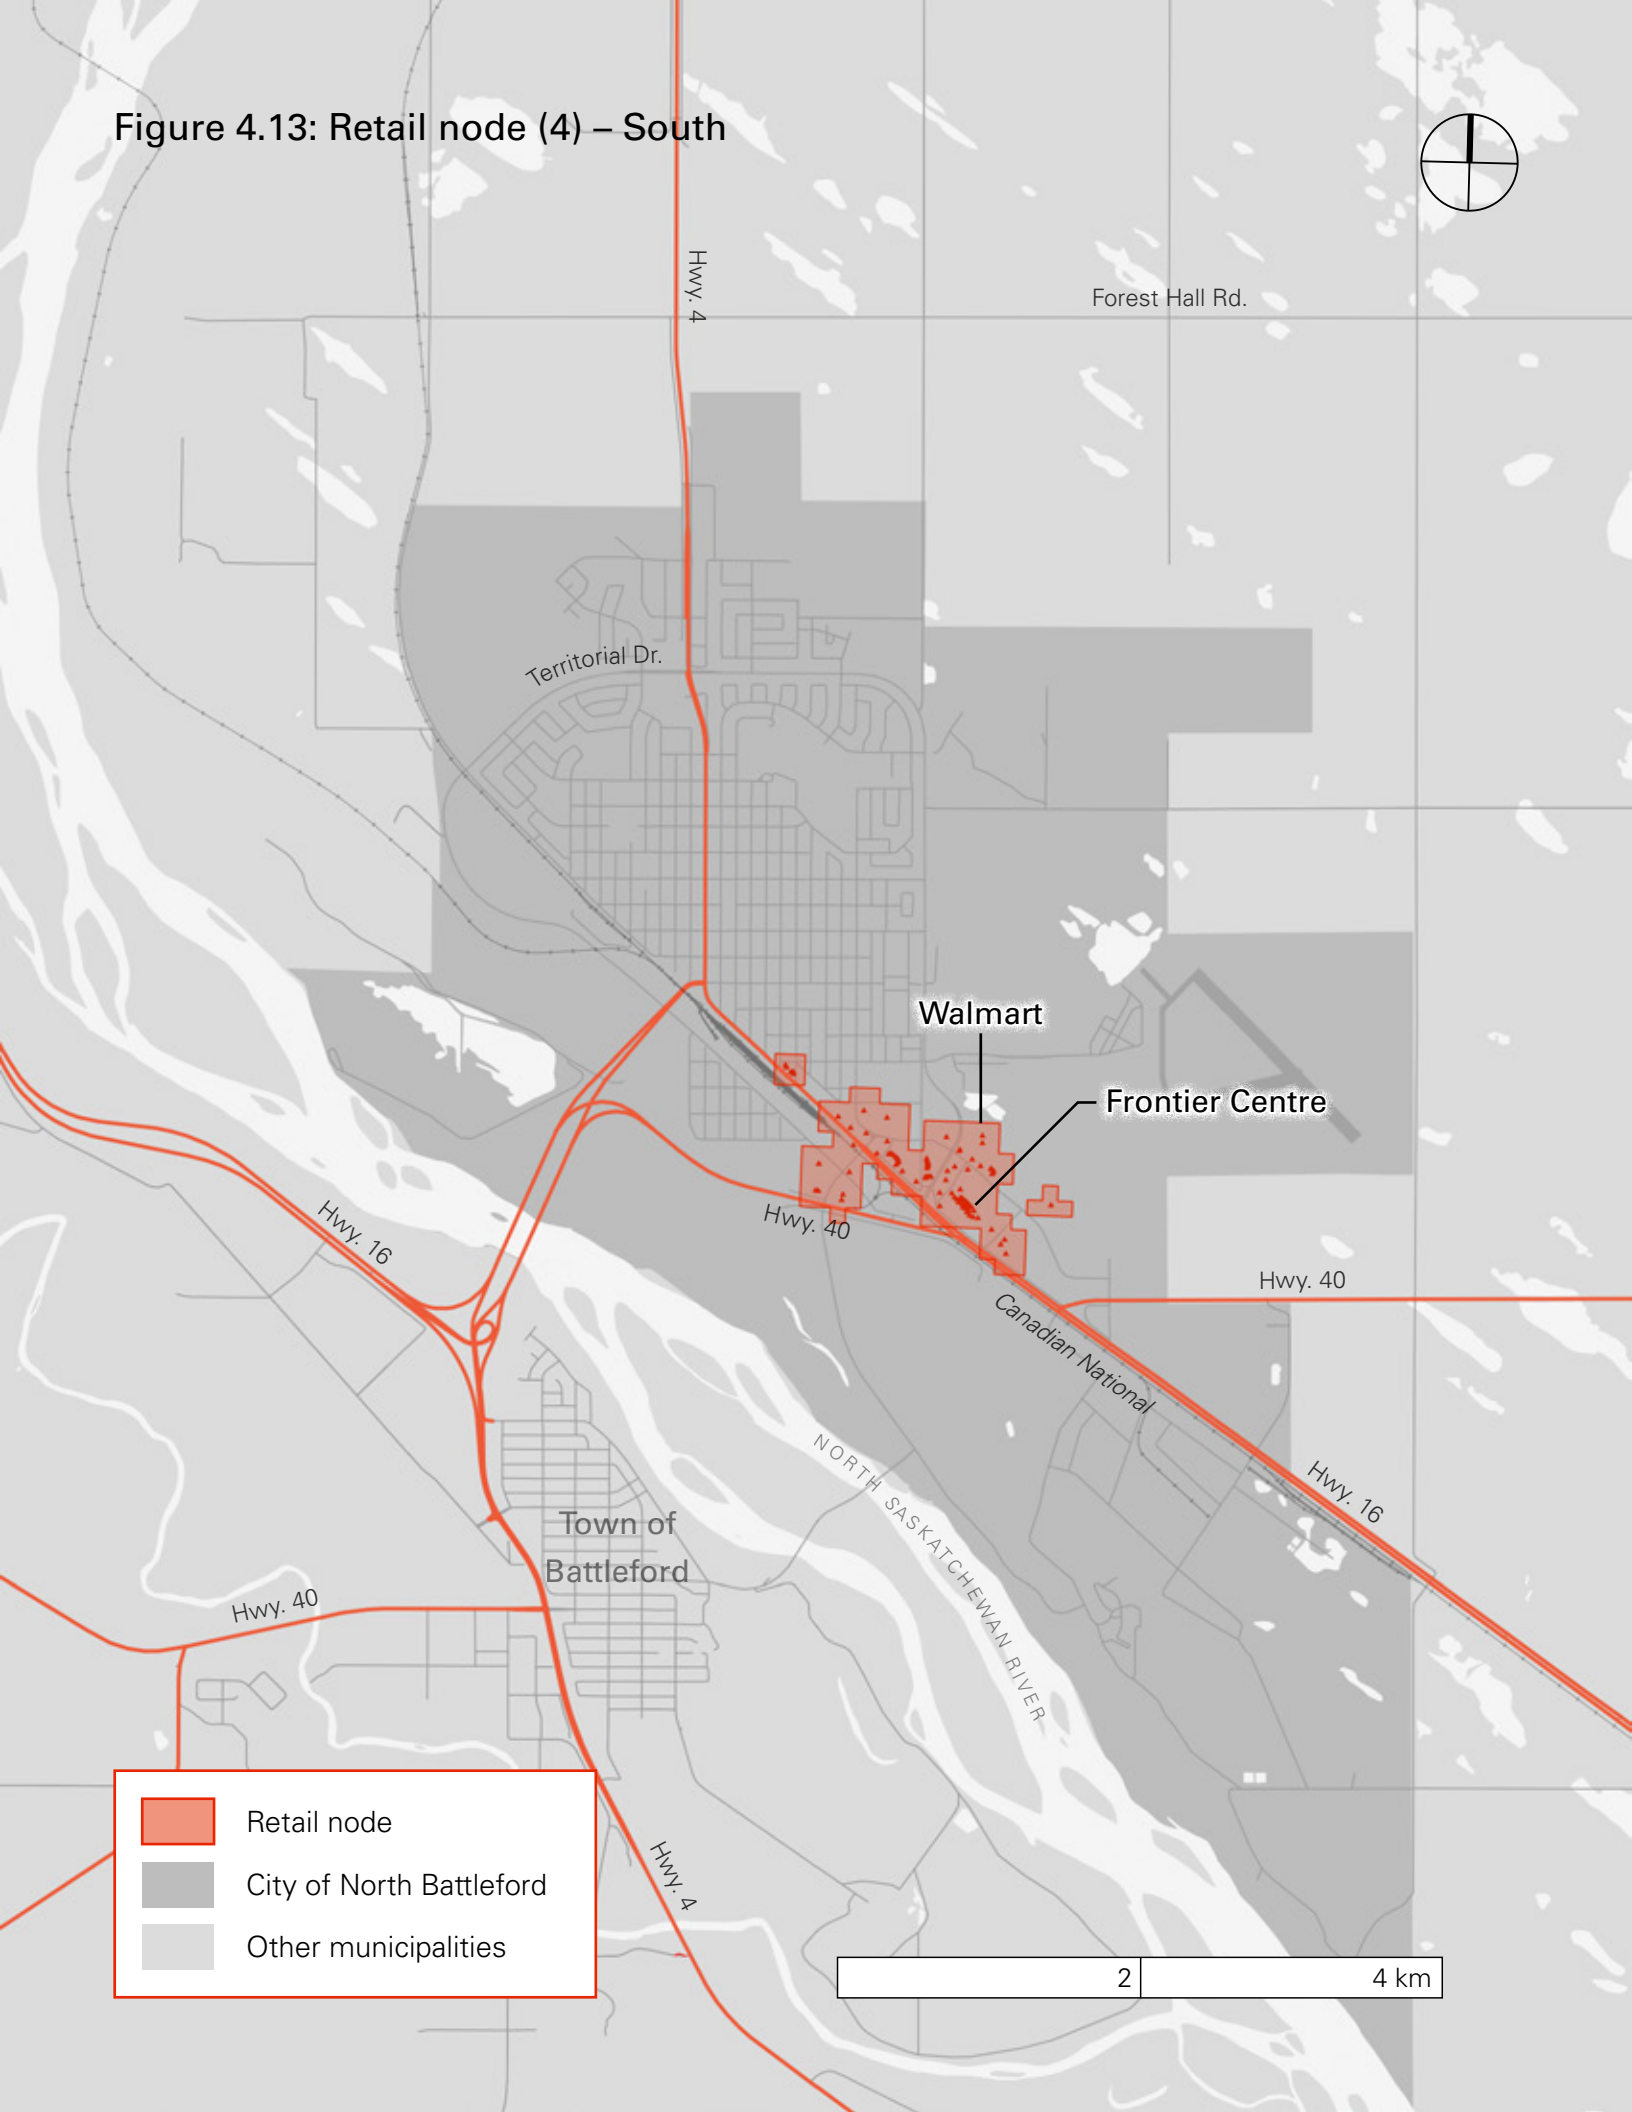 Figure 4.13: Retail node (4) – South
Hwy. 4
Forest Hall Rd.
Territorial Dr.
Walmart
Frontier Centre
Hwy. 16
Hwy. 40
Hwy. 40
Canadian National
NORTH SASKATCHEWAN RIVER
Hwy. 16
Town of
Battleford
Hwy. 40
Retail node
City of North Battleford
Other municipalities
Hwy. 4
2
4 km